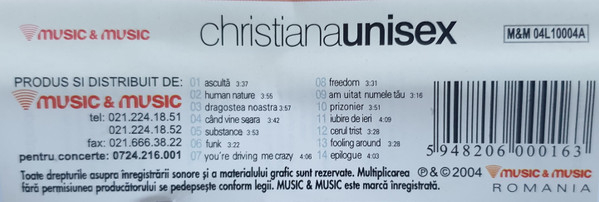 MUSIC & MUSIC
christianaunisex
M&M 04L10004A
PRODUS SI DISTRIBUIT DE:
MUSIC & MUSIC
tel: 021.224.18.51
021.224.18.52
fax: 021.666.38.22
pentru concerte: 0724.216.001
01 ascultă 3:37
02 human nature 3:55
03 dragostea noastra 3:57
04 când vine seara 3:42
05 substance 3:53
06 funk 3:22
07 you're driving me crazy 4:06
08 freedom 3:31
09 am uitat numele tău 3:16
10 prizonier 3:51
11 iubire de ieri 4:09
12 cerul trist 3:28
13 fooling around 3:28
14 epilogue 4:03
5 948206 000163
Toate drepturile asupra înregistrării sonore şi a materialului grafic sunt rezervate. Multiplicarea
fără permisiunea producătorului se pedepseşte conform legii. MUSIC & MUSIC este marcă înregistrată.
℗ & © 2004 MUSIC & MUSIC
ROMANIA